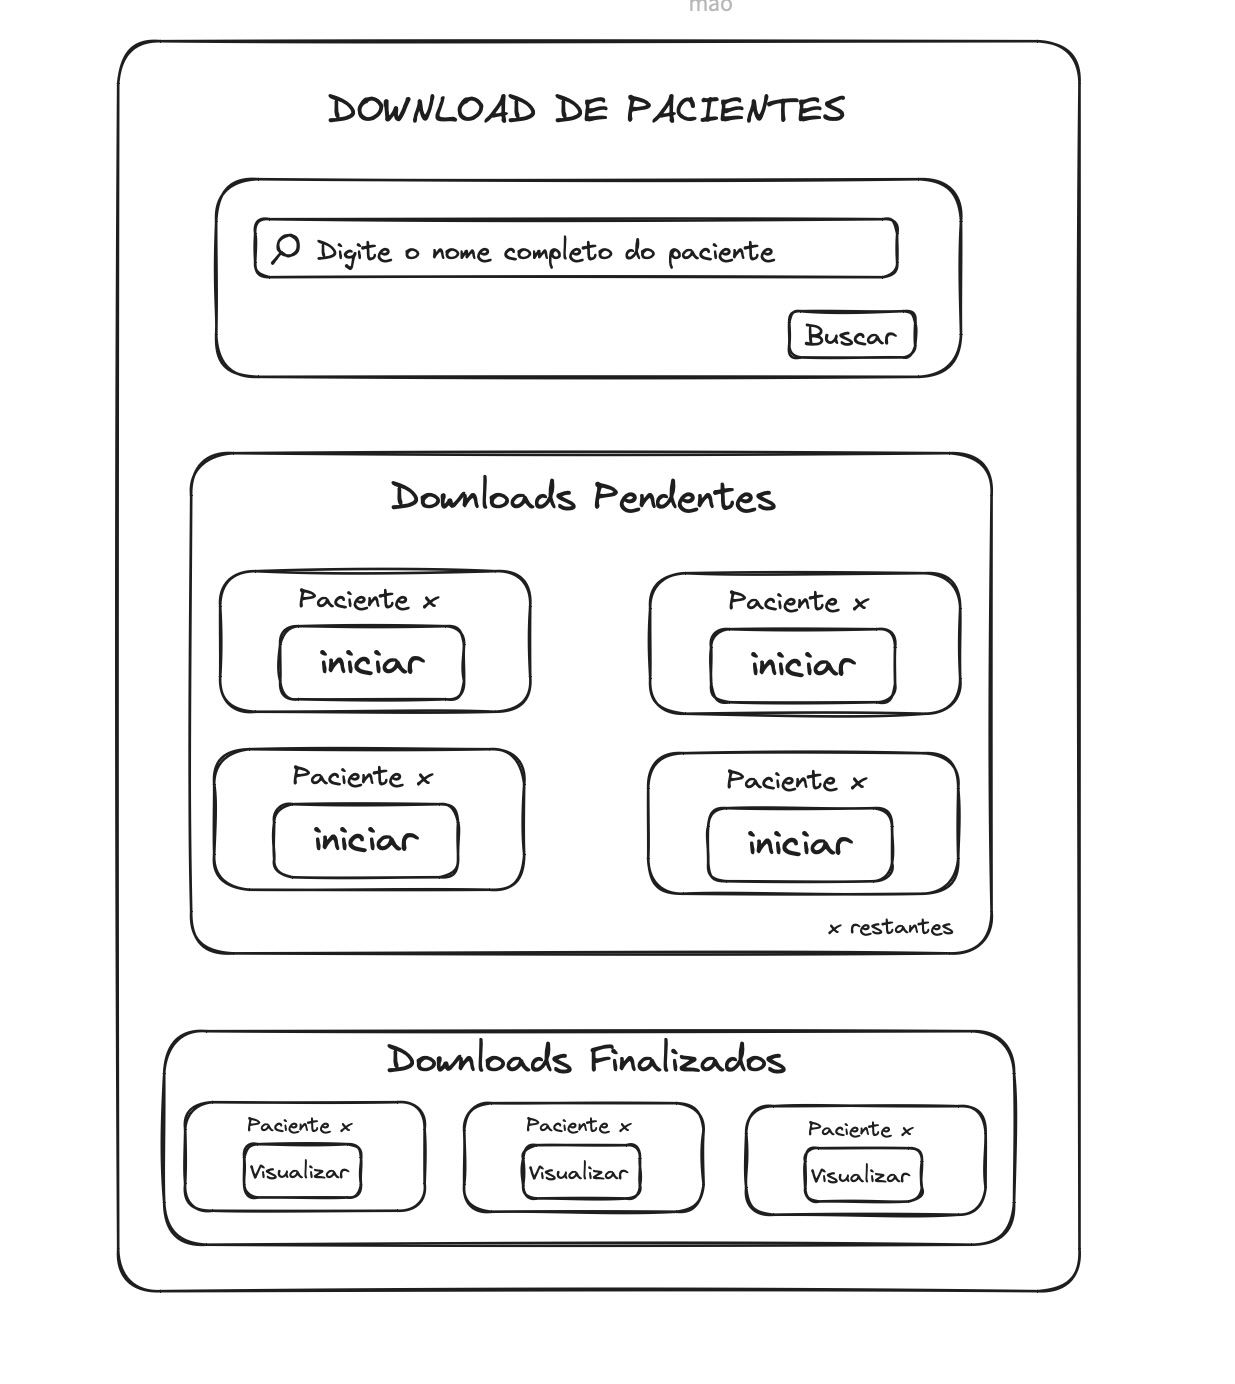 mão
DOWNLOAD DE PACIENTES
Digite o nome completo do paciente
Buscar
Downloads Pendentes
Paciente x
iniciar
Paciente x
iniciar
Paciente x
iniciar
Paciente x
iniciar
x restantes
Downloads Finalizados
Paciente x
Visualizar
Paciente x
Visualizar
Paciente x
Visualizar